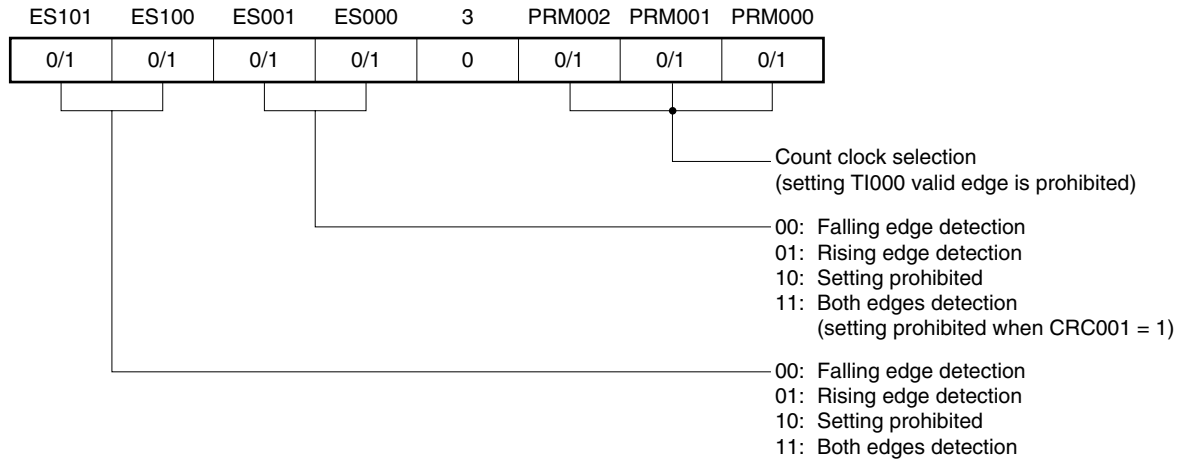 ES101 ES100 ES001 ES000 3 PRM002 PRM001 PRM000
0/1 0/1 0/1 0/1 0 0/1 0/1 0/1
Count clock selection
(setting TI000 valid edge is prohibited)
00: Falling edge detection
01: Rising edge detection
10: Setting prohibited
11: Both edges detection
(setting prohibited when CRC001 = 1)
00: Falling edge detection
01: Rising edge detection
10: Setting prohibited
11: Both edges detection